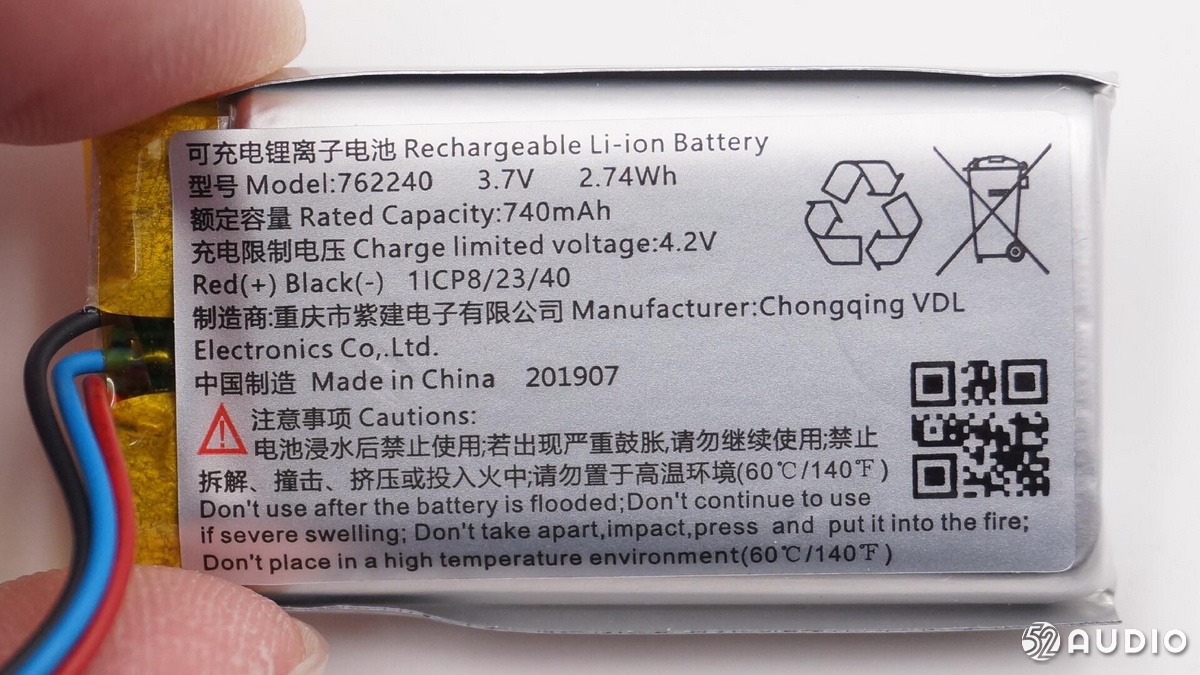 可充电锂离子电池 Rechargeable Li-ion Battery
型号 Model:762240 3.7V 2.74Wh
额定容量 Rated Capacity:740mAh
充电限制电压 Charge limited voltage:4.2V
Red(+) Black(-) 1ICP8/23/40
制造商:重庆市紫建电子有限公司 Manufacturer:Chongqing VDL
Electronics Co,.Ltd.
中国制造 Made in China 201907
注意事项 Cautions:
电池浸水后禁止使用;若出现严重鼓胀,请勿继续使用;禁止
拆解、撞击、挤压或投入火中;请勿置于高温环境(60℃/140℉)
Don't use after the battery is flooded;Don't continue to use
if severe swelling; Don't take apart,impact,press and put it into the fire;
Don't place in a high temperature environment(60℃/140℉)
52 AUDIO